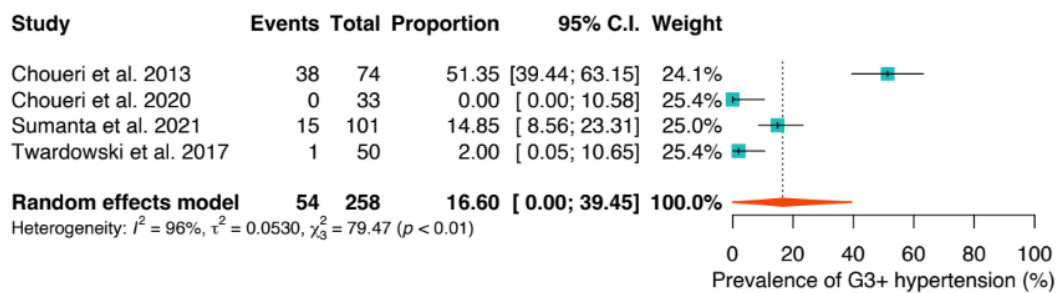 Study Events Total Proportion 95% C.I. Weight
Choueri et al. 2013 38 74 51.35 [39.44; 63.15] 24.1%
Choueri et al. 2020 0 33 0.00 [ 0.00; 10.58] 25.4%
Sumanta et al. 2021 15 101 14.85 [ 8.56; 23.31] 25.0%
Twardowski et al. 2017 1 50 2.00 [ 0.05; 10.65] 25.4%
Random effects model 54 258 16.60 [ 0.00; 39.45] 100.0%
Heterogeneity: I² = 96%, τ² = 0.0530, χ²₃ = 79.47 (p < 0.01)
0 20 40 60 80 100
Prevalence of G3+ hypertension (%)